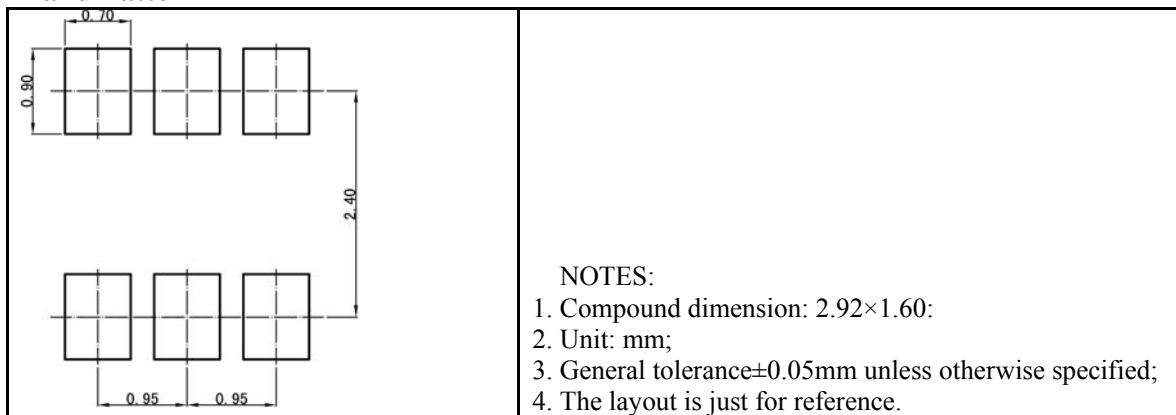 0.70
0.90
2.40
0.95 0.95
NOTES:
1. Compound dimension: 2.92×1.60:
2. Unit: mm;
3. General tolerance±0.05mm unless otherwise specified;
4. The layout is just for reference.